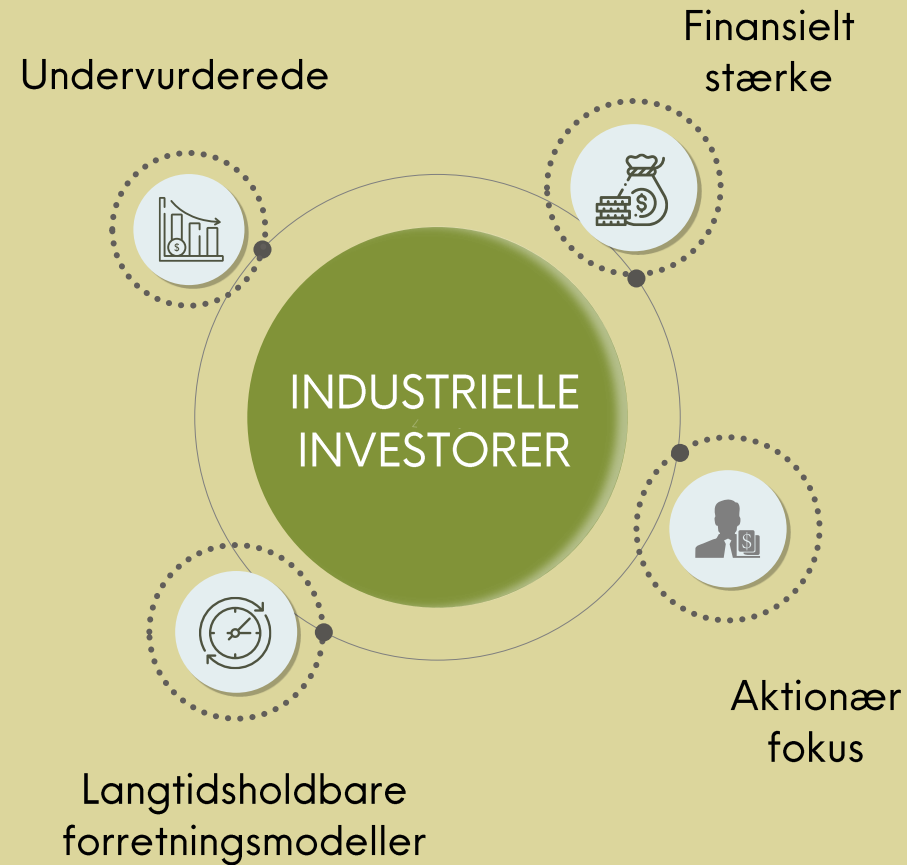 Finansielt
stærke
Undervurderede
$
$
INDUSTRIELLE
INVESTORER
$
Aktionær
fokus
Langtidsholdbare
forretningsmodeller